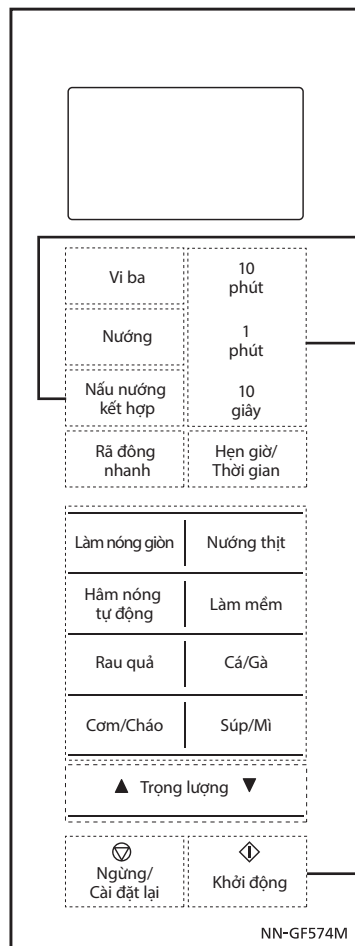 Vi ba
10
phút
Nướng
1
phút
Nấu nướng
kết hợp
10
giây
Rã đông
nhanh
Hẹn giờ/
Thời gian
Làm nóng giòn
Nướng thịt
Hâm nóng
tự động
Làm mềm
Rau quả
Cá/Gà
Cơm/Cháo
Súp/Mì
▲ Trọng lượng ▼
Ngừng/
Cài đặt lại
Khởi động
NN-GF574M